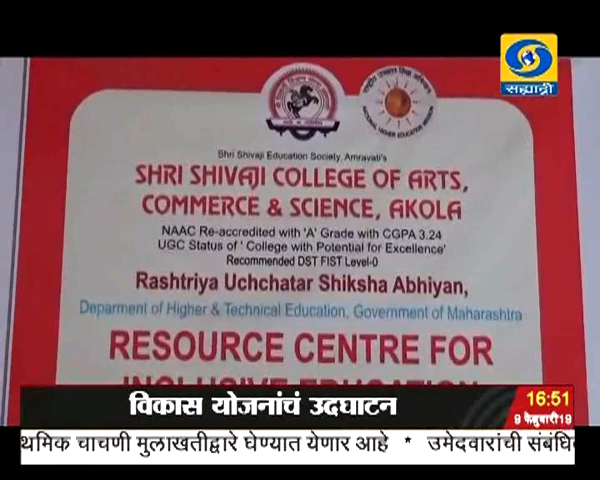 सह्याद्री
Shri Shivaji Education Society, Amravati's
SHRI SHIVAJI COLLEGE OF ARTS,
COMMERCE & SCIENCE, AKOLA
NAAC Re-accredited with 'A' Grade with CGPA 3.24
UGC Status of ' College with Potential for Excellence'
Recommended DST FIST Level-0
Rashtriya Uchchatar Shiksha Abhiyan,
Deparment of Higher & Technical Education, Government of Maharashtra
RESOURCE CENTRE FOR
INCLUSIVE EDUCATION
विकास योजनांचं उदघाटन
16:51
9 फेब्रुवारी 19
थमिक चाचणी मुलाखतीद्वारे घेण्यात येणार आहे * उमेदवारांची संबंधि